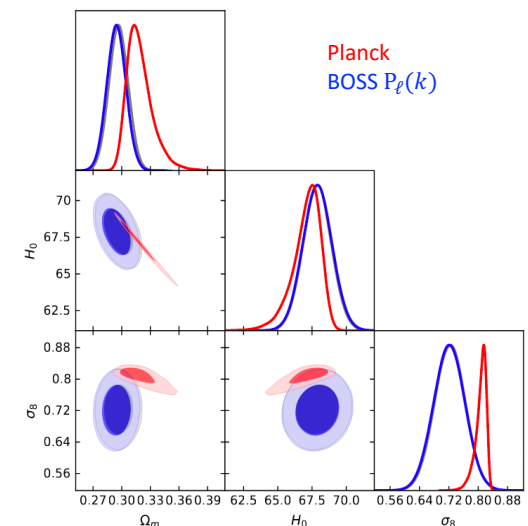 Planck
BOSS Pℓ(k)
H₀
70
67.5
65
62.5
σ₈
0.88
0.8
0.72
0.64
0.56
0.27 0.30 0.33 0.36 0.39
62.5 65 67.5 70.0
0.56 0.64 0.72 0.80 0.88
Ωₘ
H₀
σ₈